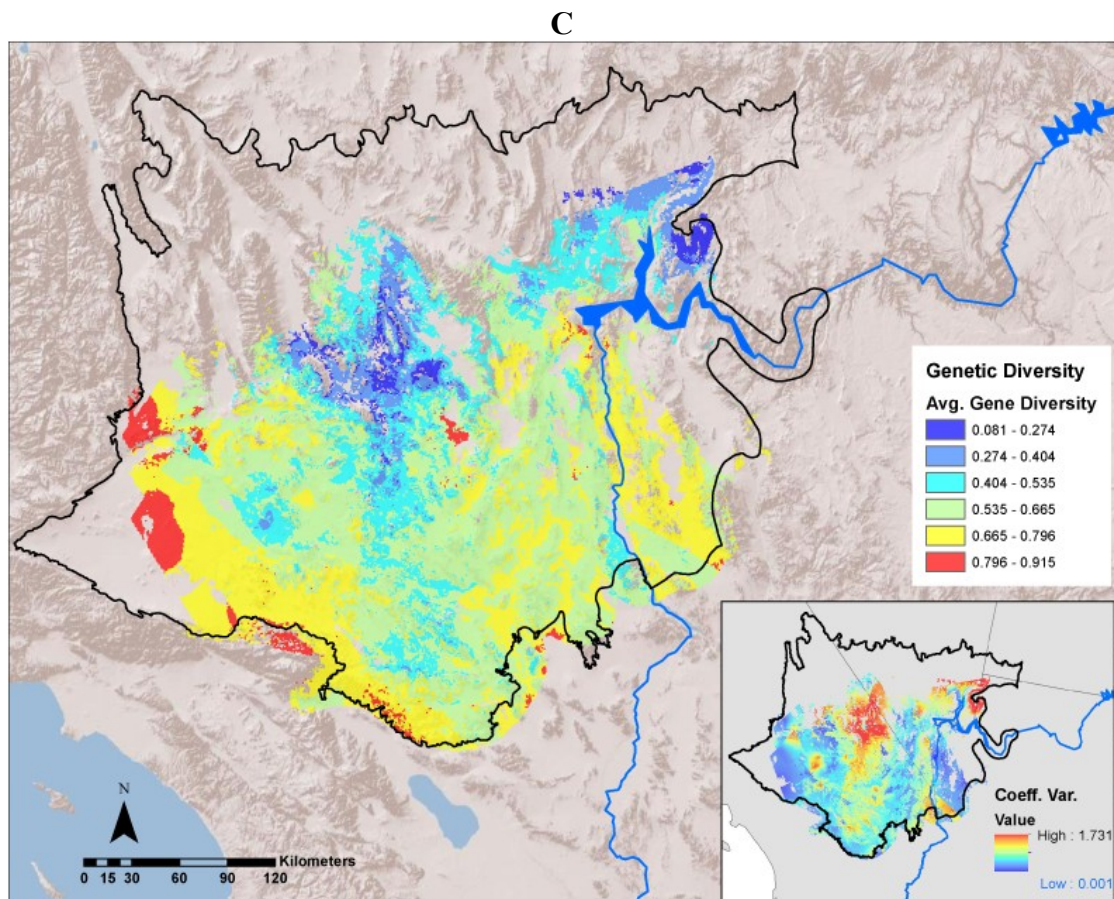 C
Genetic Diversity
Avg. Gene Diversity
0.081 - 0.274
0.274 - 0.404
0.404 - 0.535
0.535 - 0.665
0.665 - 0.796
0.796 - 0.915
N
Kilometers
0 15 30 60 90 120
Coeff. Var.
Value
High : 1.731
Low : 0.001